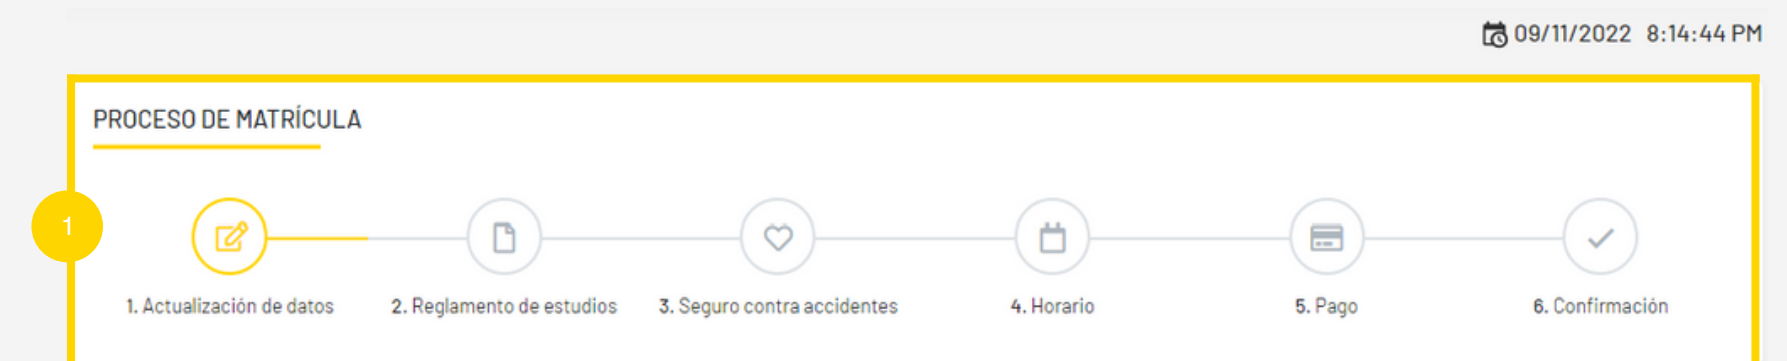 09/11/2022 8:14:44 PM
PROCESO DE MATRÍCULA
1
1. Actualización de datos
2. Reglamento de estudios
3. Seguro contra accidentes
4. Horario
5. Pago
6. Confirmación